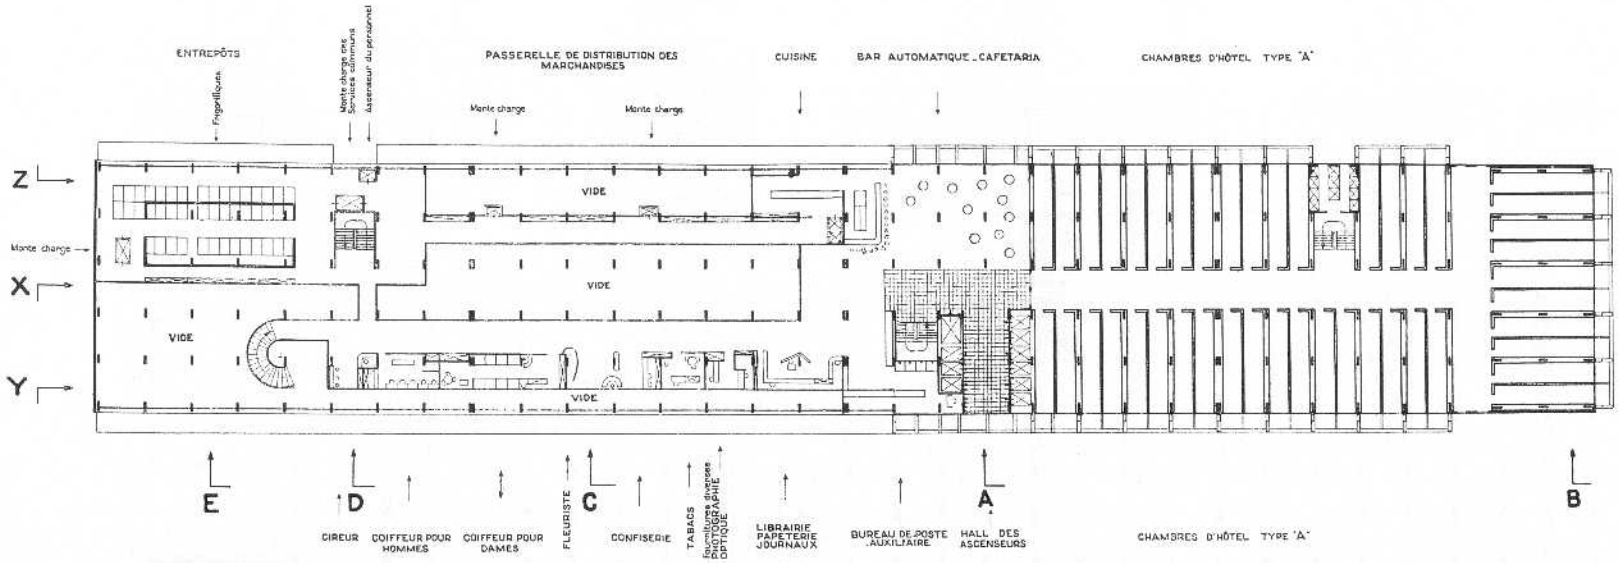 ENTREPÔTS
Frigorifiques
Monte charge des
Services communs
Ascenseur du personnel
PASSERELLE DE DISTRIBUTION DES
MARCHANDISES
Monte charge
Monte charge
CUISINE
BAR AUTOMATIQUE_CAFETARIA
CHAMBRES D'HÔTEL TYPE "A"
Z
VIDE
Monte charge
X
VIDE
VIDE
Y
VIDE
E
D
C
A
B
CIREUR
COIFFEUR POUR
HOMMES
COIFFEUR POUR
DAMES
FLEURISTE
CONFISERIE
TABACS
Fournitures diverses
PHOTOGRAPHIE
OPTIQUE
LIBRAIRIE
PAPETERIE
JOURNAUX
BUREAU DE POSTE
AUXILIAIRE
HALL DES
ASCENSEURS
CHAMBRES D'HÔTEL TYPE "A"